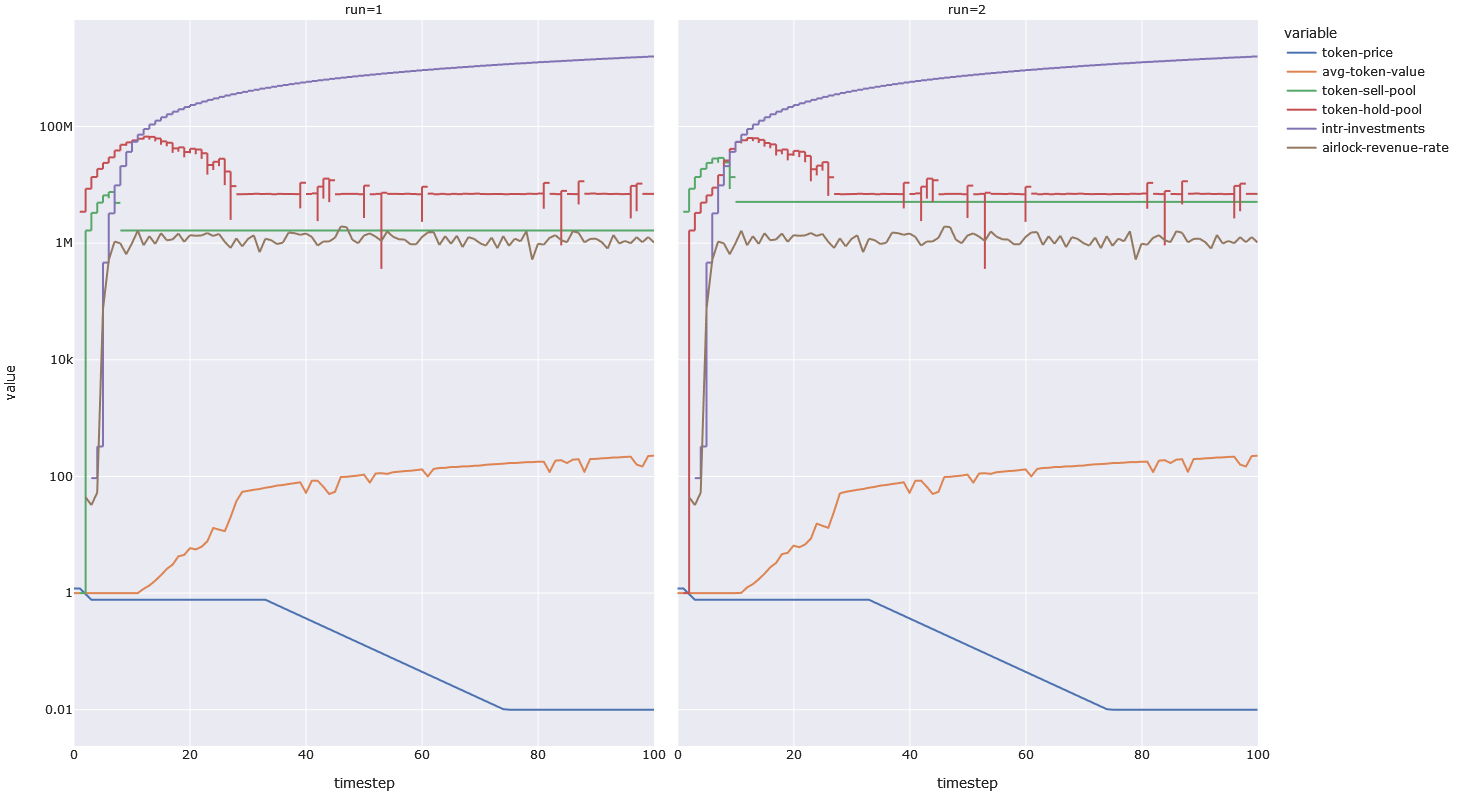 run=1
run=2
variable
token-price
avg-token-value
token-sell-pool
token-hold-pool
intr-investments
airlock-revenue-rate
value
100M
1M
10k
100
1
0.01
0 20 40 60 80 100
0 20 40 60 80 100
timestep
timestep